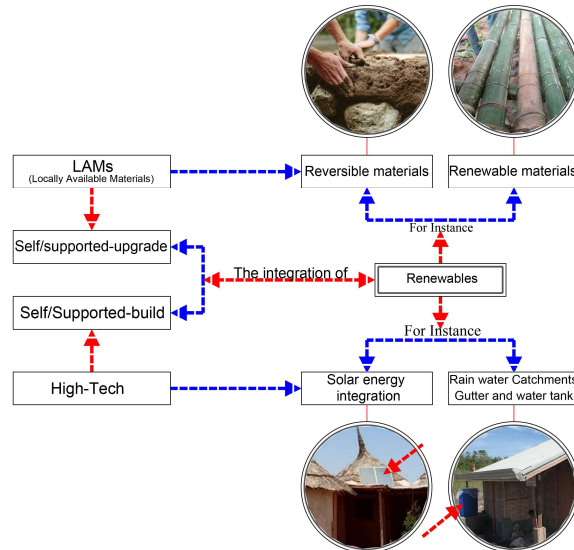 LAMs
(Locally Available Materials)
Reversible materials
Renewable materials
For Instance
Self/supported-upgrade
The integration of
Renewables
Self/Supported-build
For Instance
High-Tech
Solar energy
integration
Rain water Catchments
Gutter and water tank